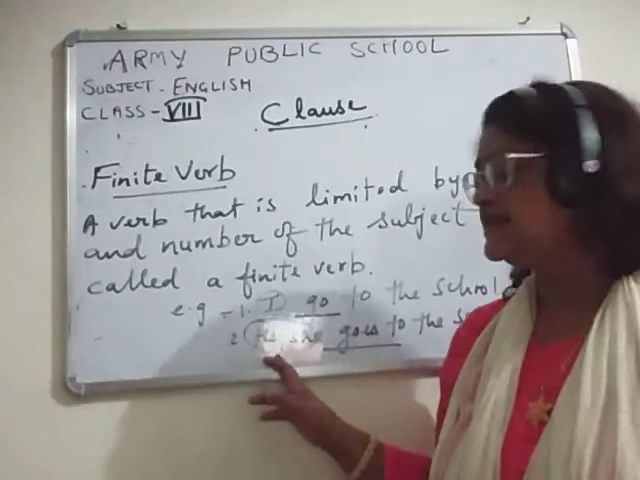 ARMY PUBLIC SCHOOL
SUBJECT - ENGLISH
CLASS - VIII
Clause
Finite Verb
A verb that is limited by
and number of the subject
called a finite verb.
e.g - 1. I go to the school
2. He, she goes to the